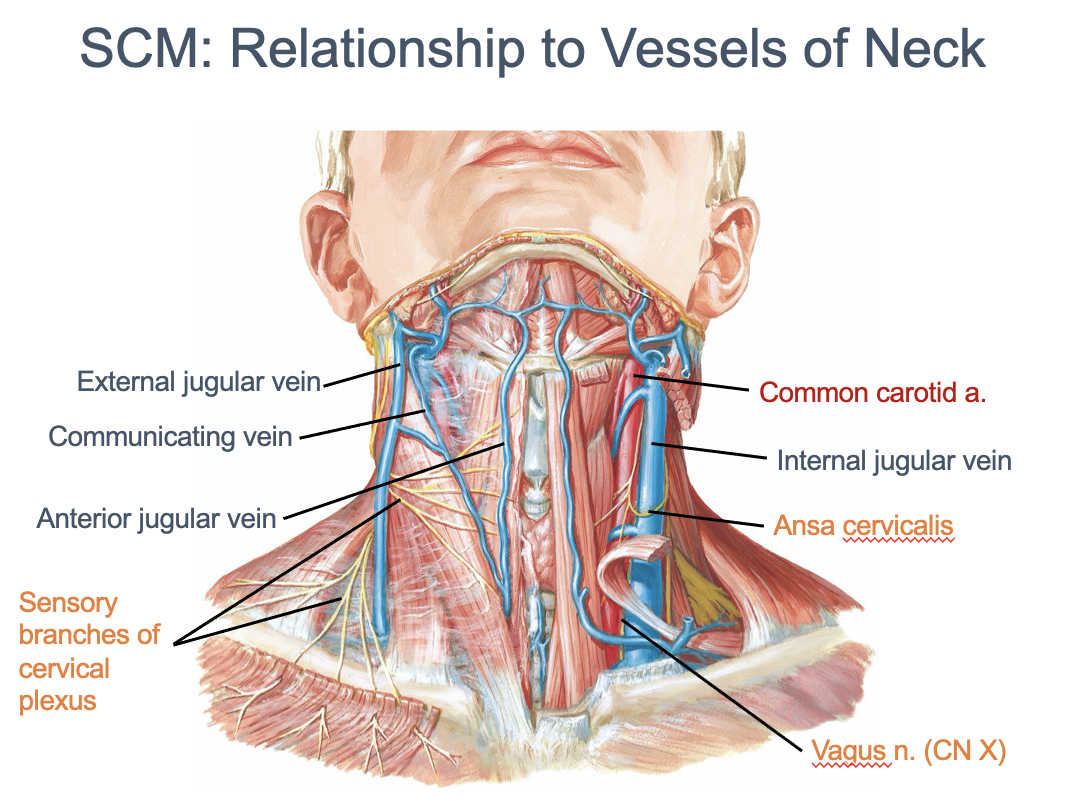 SCM: Relationship to Vessels of Neck
External jugular vein
Communicating vein
Anterior jugular vein
Sensory
branches of
cervical
plexus
Common carotid a.
Internal jugular vein
Ansa cervicalis
Vagus n. (CN X)